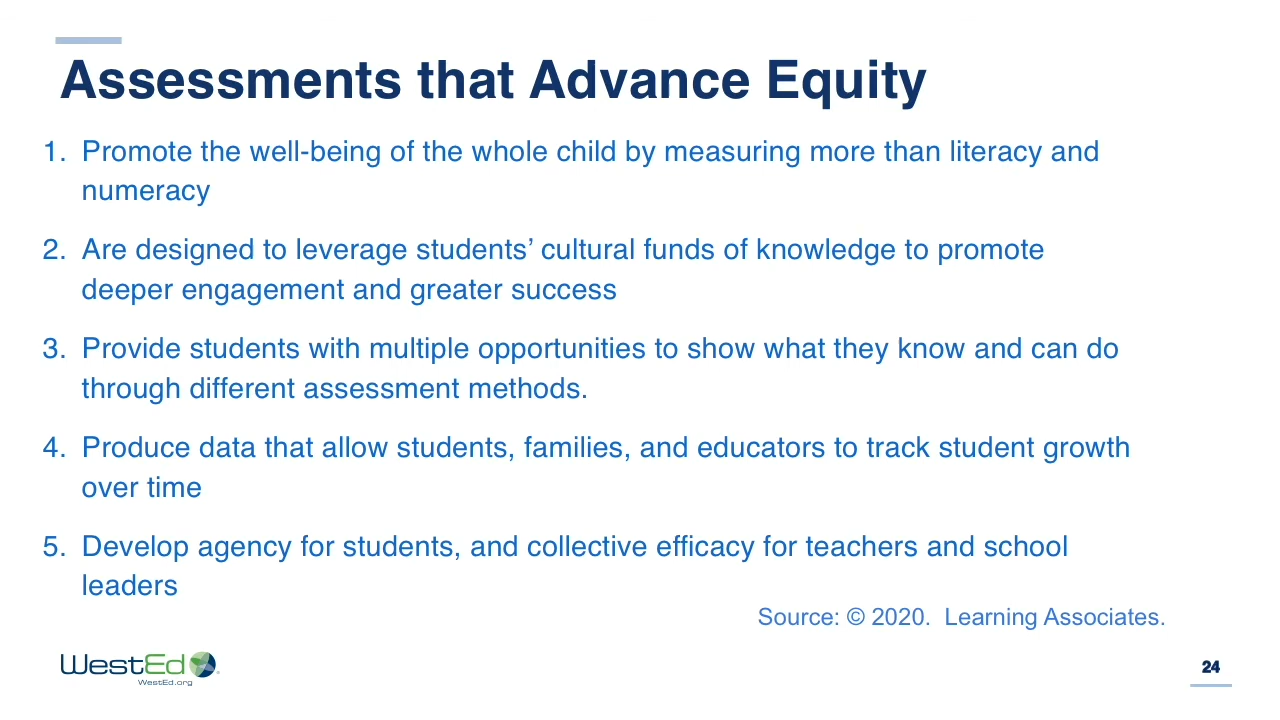 Assessments that Advance Equity
1. Promote the well-being of the whole child by measuring more than literacy and
numeracy
2. Are designed to leverage students’ cultural funds of knowledge to promote
deeper engagement and greater success
3. Provide students with multiple opportunities to show what they know and can do
through different assessment methods.
4. Produce data that allow students, families, and educators to track student growth
over time
5. Develop agency for students, and collective efficacy for teachers and school
leaders
Source: © 2020.  Learning Associates.
WestEd
WestEd.org
24